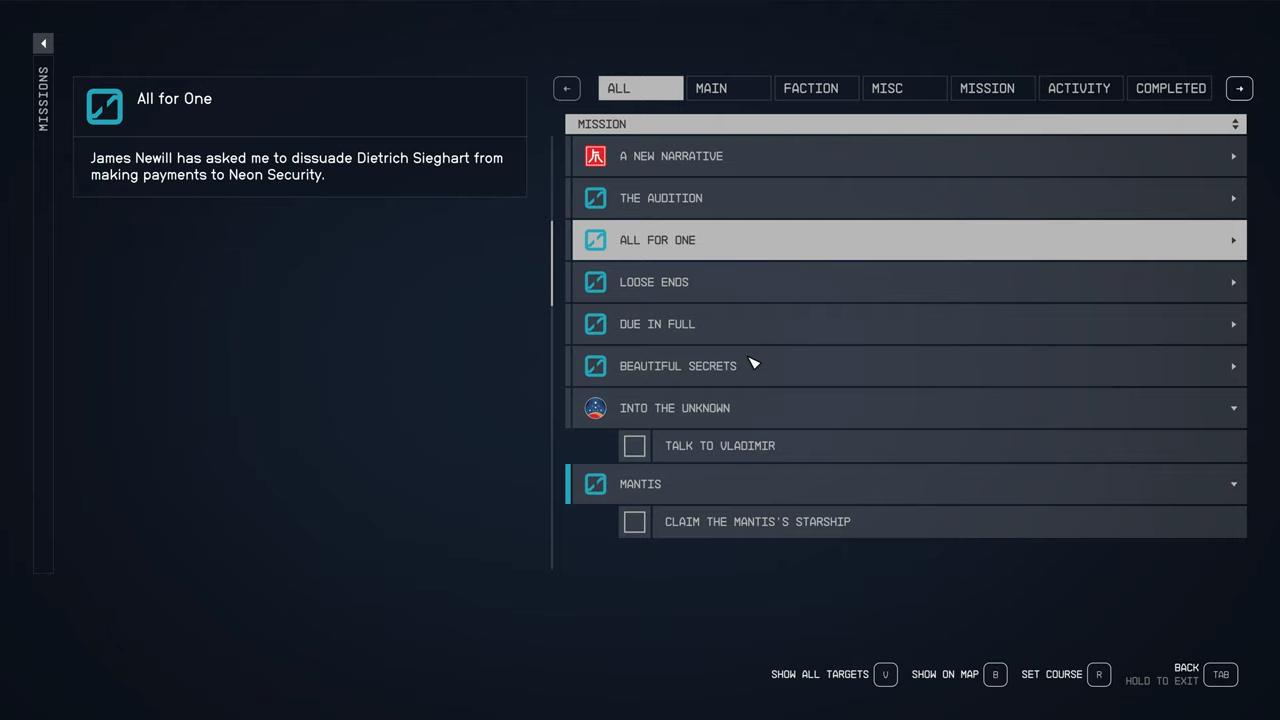 MISSIONS
All for One
James Newill has asked me to dissuade Dietrich Sieghart from
making payments to Neon Security.
ALL
MAIN
FACTION
MISC
MISSION
ACTIVITY
COMPLETED
MISSION
A NEW NARRATIVE
THE AUDITION
ALL FOR ONE
LOOSE ENDS
DUE IN FULL
BEAUTIFUL SECRETS
INTO THE UNKNOWN
TALK TO VLADIMIR
MANTIS
CLAIM THE MANTIS'S STARSHIP
SHOW ALL TARGETS V
SHOW ON MAP B
SET COURSE R
BACK
HOLD TO EXIT
TAB